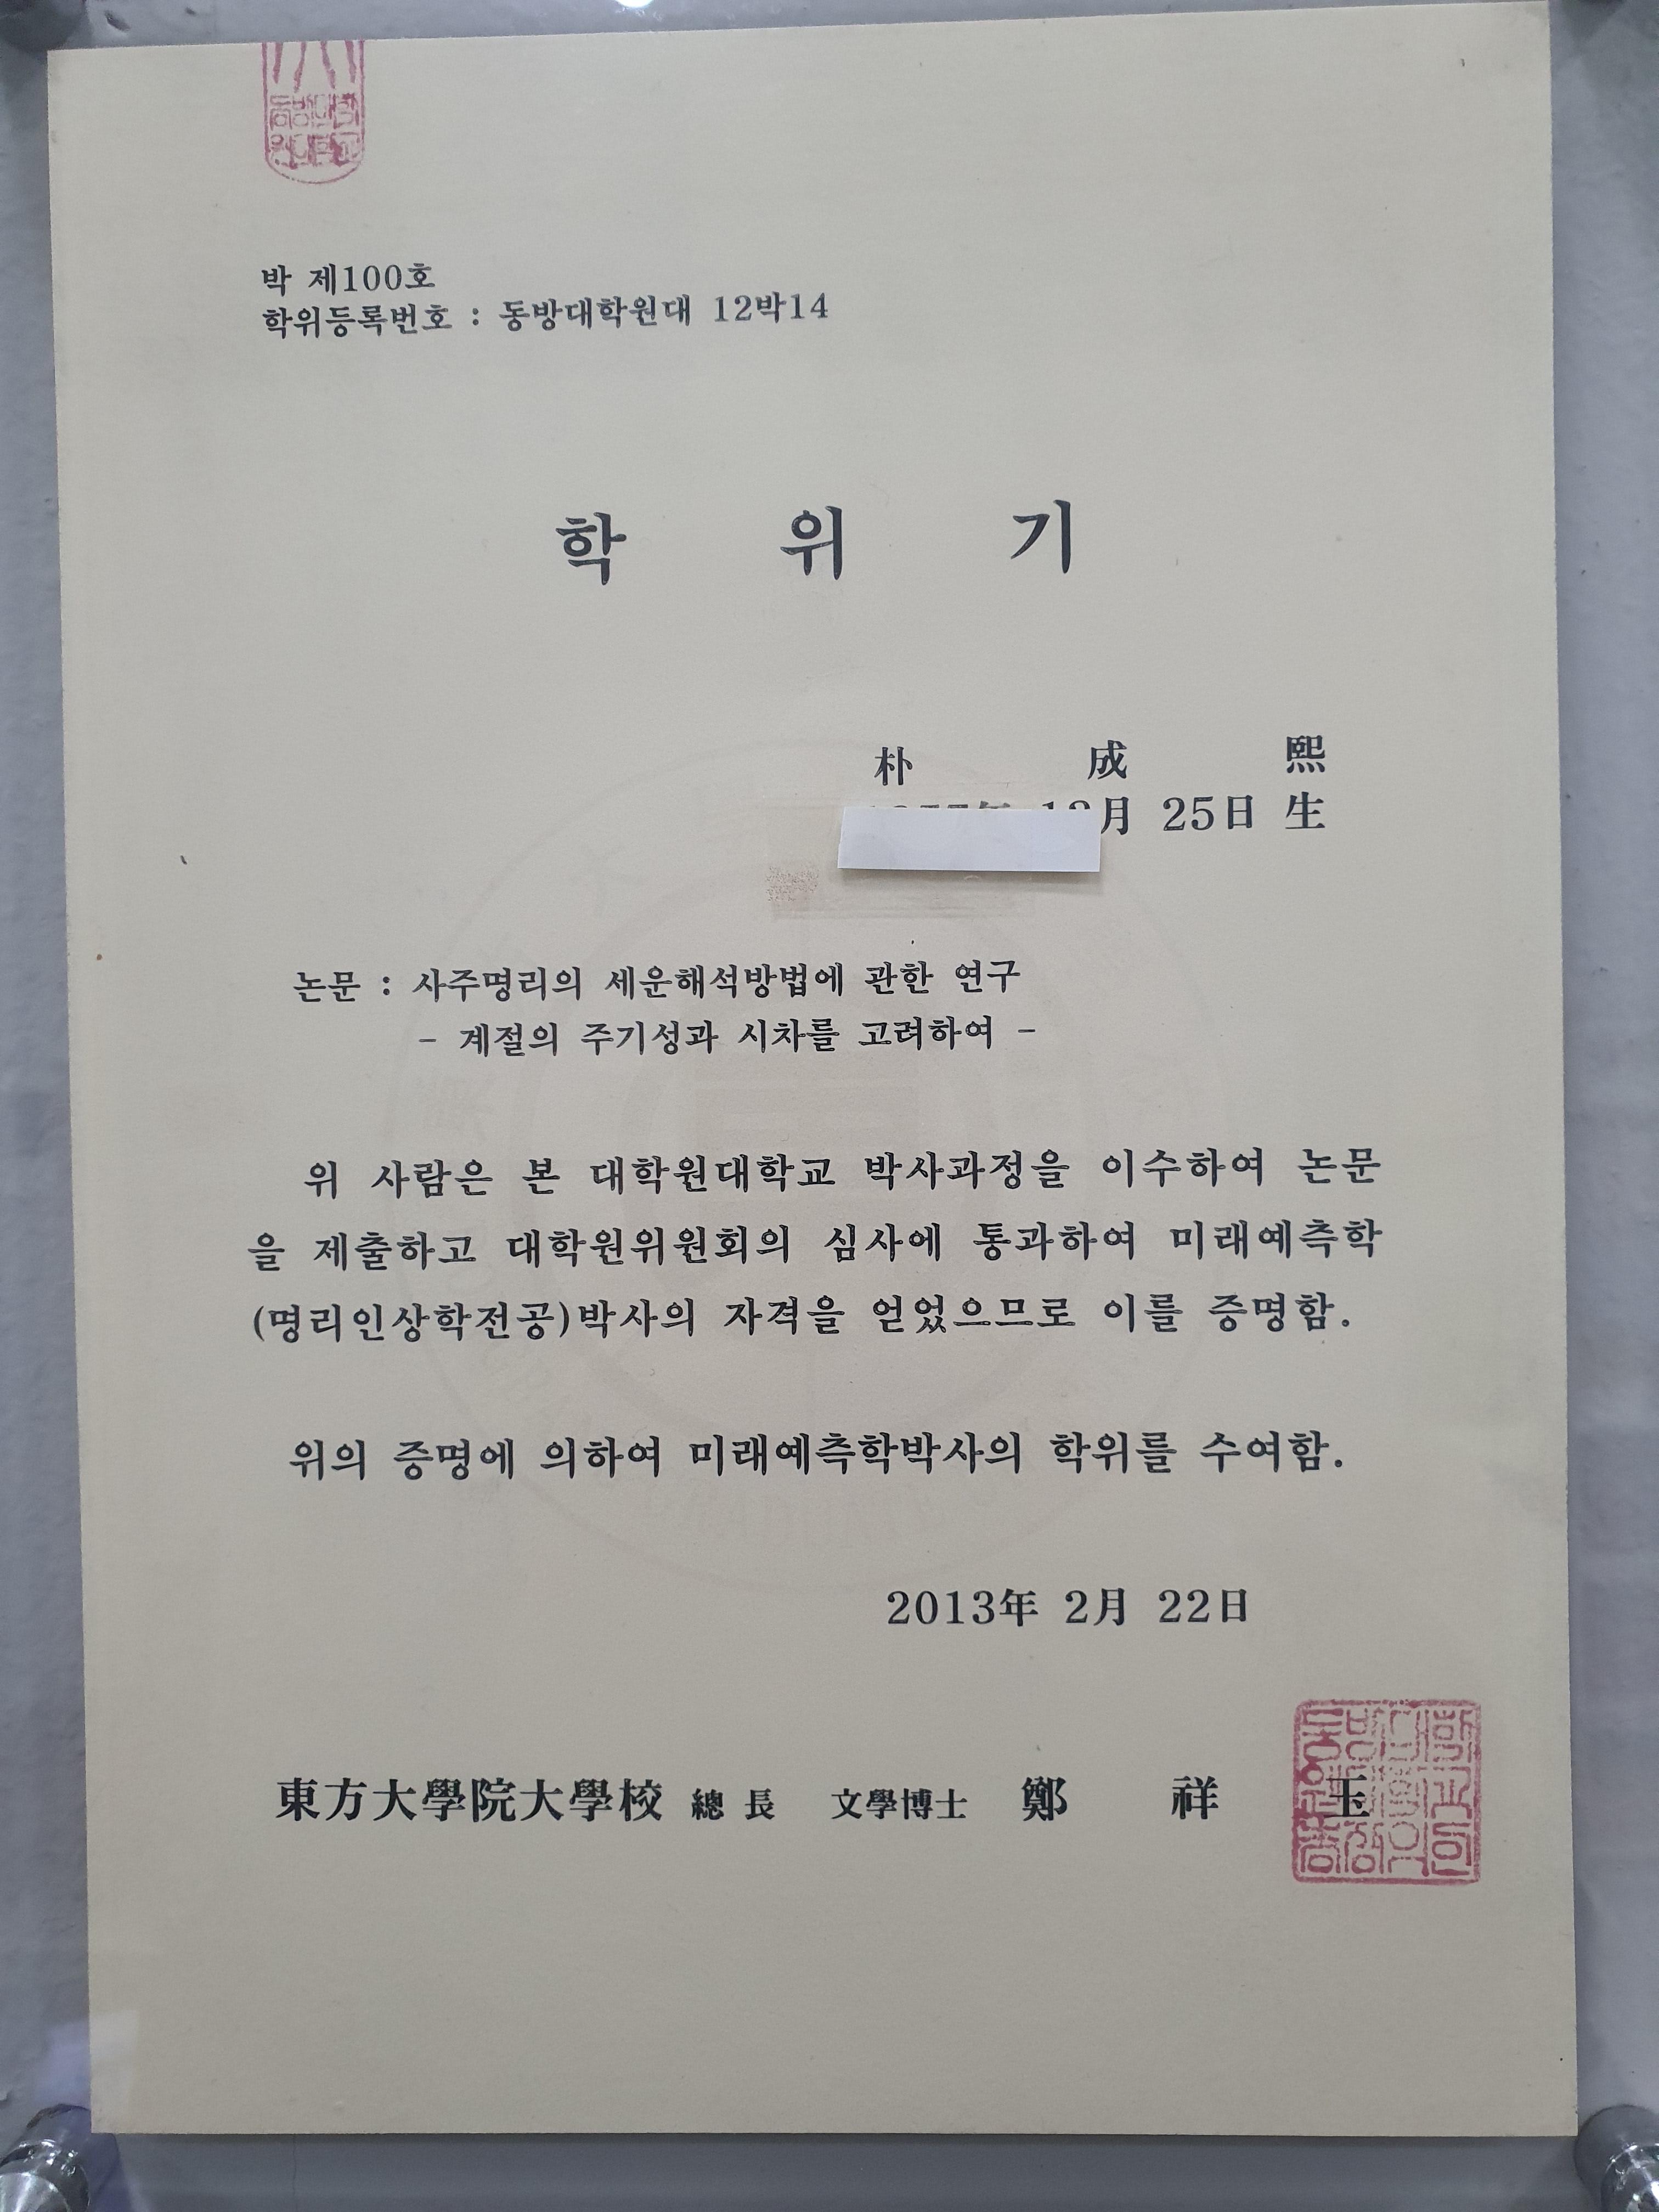 박 제100호
학위등록번호 : 동방대학원대 12박14
학 위 기
朴 成 熙
月 25日 生
논문 : 사주명리의 세운해석방법에 관한 연구
- 계절의 주기성과 시차를 고려하여 -
위 사람은 본 대학원대학교 박사과정을 이수하여 논문
을 제출하고 대학원위원회의 심사에 통과하여 미래예측학
(명리인상학전공)박사의 자격을 얻었으므로 이를 증명함.
위의 증명에 의하여 미래예측학박사의 학위를 수여함.
2013年 2月 22日
東方大學院大學校 總 長 文學博士 鄭 祥 玉